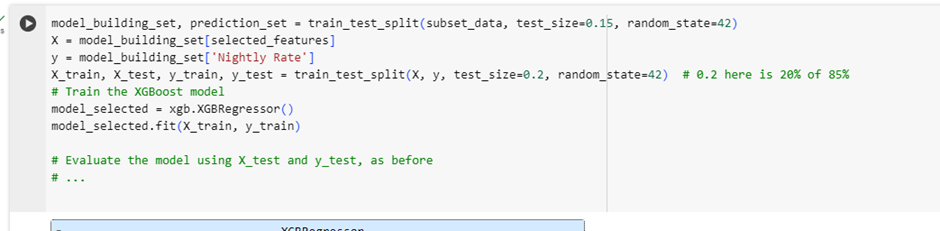 model_building_set, prediction_set = train_test_split(subset_data, test_size=0.15, random_state=42)
X = model_building_set[selected_features]
y = model_building_set['Nightly Rate']
X_train, X_test, y_train, y_test = train_test_split(X, y, test_size=0.2, random_state=42)  # 0.2 here is 20% of 85%
# Train the XGBoost model
model_selected = xgb.XGBRegressor()
model_selected.fit(X_train, y_train)
# Evaluate the model using X_test and y_test, as before
# ...
XGBRegressor